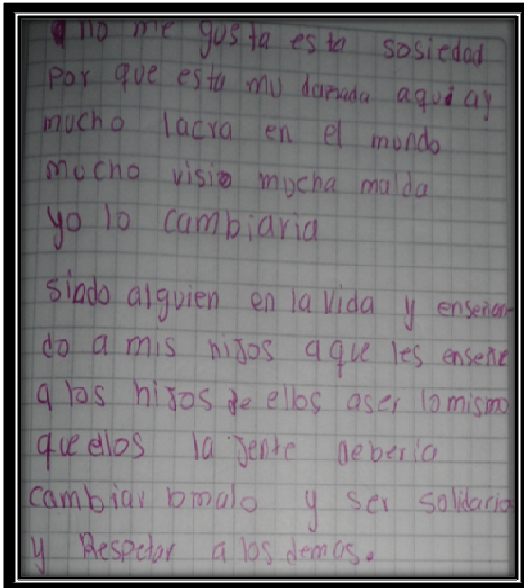 no me gusta esta sosiedad
por que esta mu dañada aqui ay
mucho lacra en el mundo
mucho visio mucha malda
yo lo cambiaria
siado alguien en la vida y enseñan
do a mis hijos a que les enseñe
a los hijos de ellos aser lo mismo
que ellos la jente deberia
cambiar lo malo y ser solidario
y Respetar a los demas.